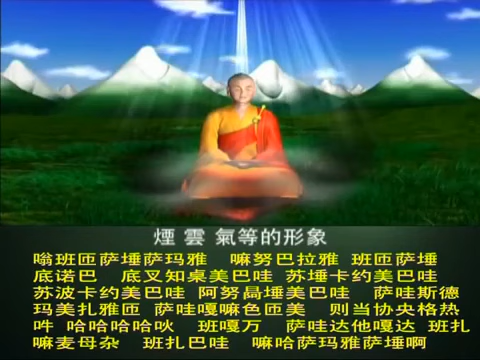 煙 雲 氣等的形象
嗡班匝萨埵萨玛雅 嘛努巴拉雅 班匝萨埵
底诺巴 底叉知桌美巴哇 苏埵卡约美巴哇
苏波卡约美巴哇 阿努晑埵美巴哇 萨哇斯德
玛美扎雅匝 萨哇嘎嘛色匝美 则当协央格热
吽 哈哈哈哈吙 班嘎万 萨哇达他嘎达 班扎
嘛麦母杂 班扎巴哇 嘛哈萨玛雅萨埵啊